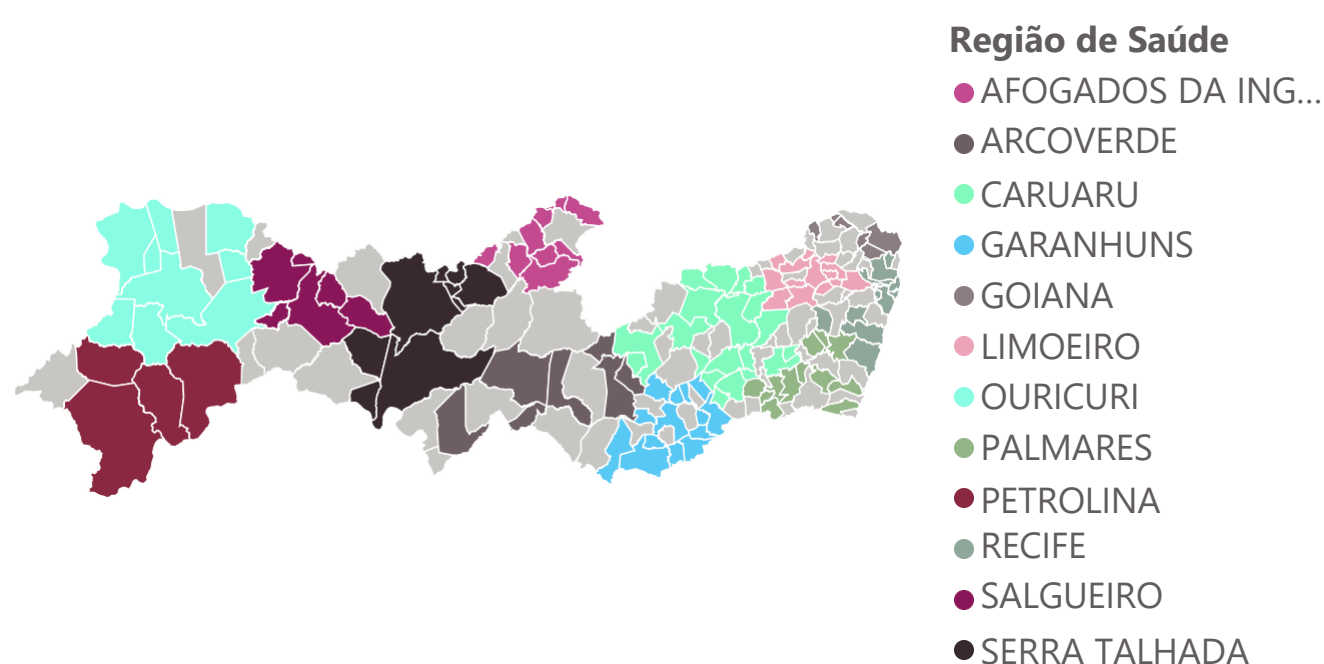 Região de Saúde
AFOGADOS DA ING...
ARCOVERDE
CARUARU
GARANHUNS
GOIANA
LIMOEIRO
OURICURI
PALMARES
PETROLINA
RECIFE
SALGUEIRO
SERRA TALHADA